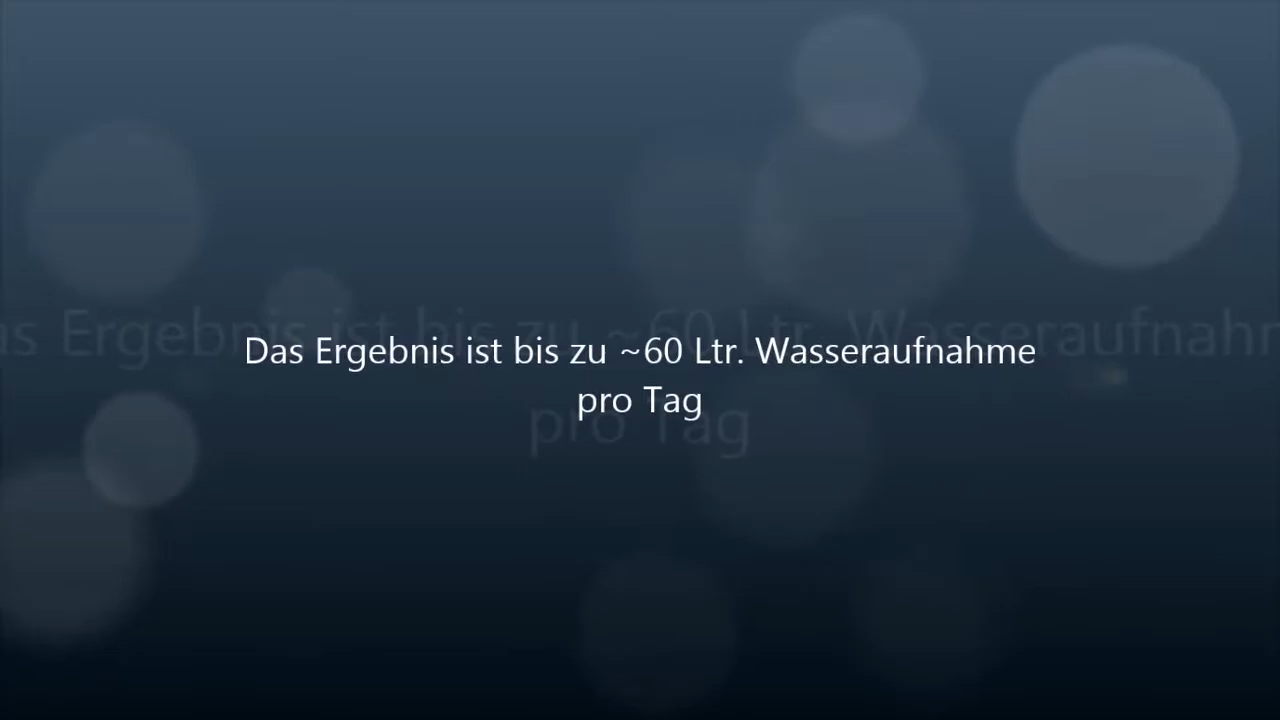 Das Ergebnis ist bis zu ~60 Ltr. Wasseraufnahme
pro Tag